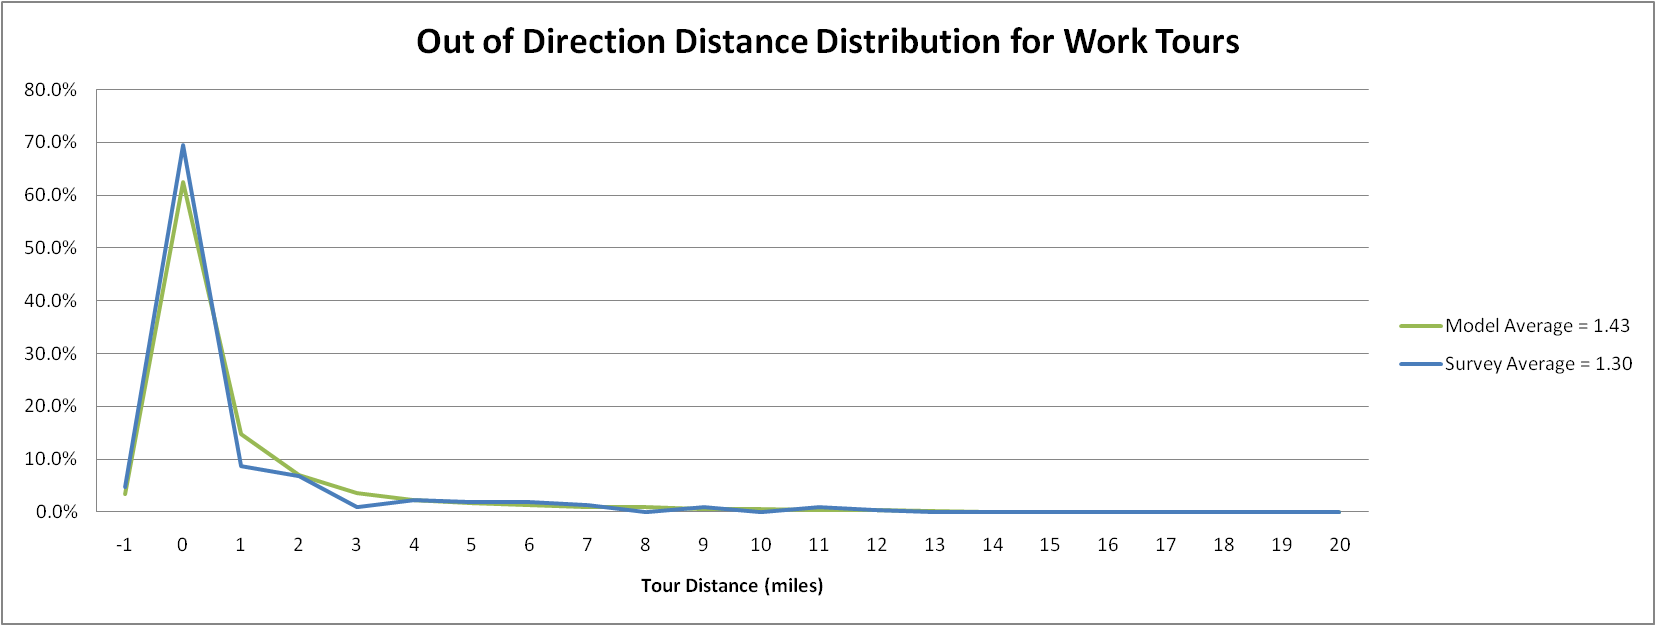 Out of Direction Distance Distribution for Work Tours
80.0%
70.0%
60.0%
50.0%
40.0%
30.0%
20.0%
10.0%
0.0%
-1 0 1 2 3 4 5 6 7 8 9 10 11 12 13 14 15 16 17 18 19 20
Tour Distance (miles)
Model Average = 1.43
Survey Average = 1.30